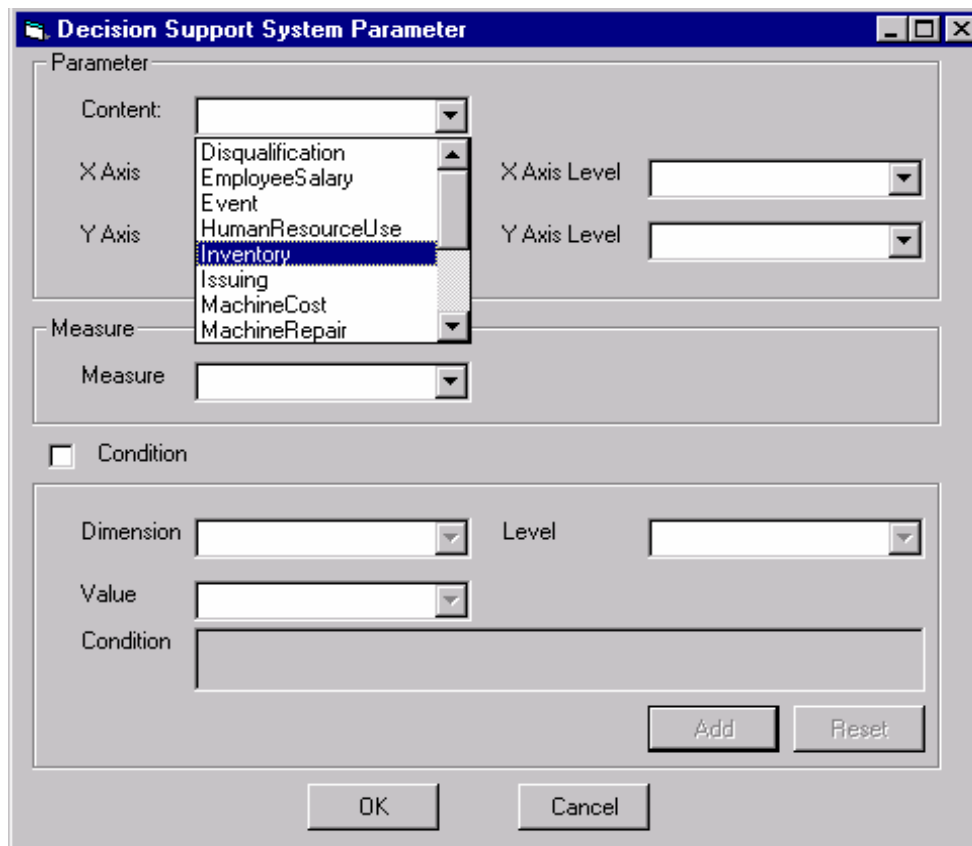 Decision Support System Parameter
Parameter
Content:
Disqualification
X Axis
EmployeeSalary
X Axis Level
Event
Y Axis
HumanResourceUse
Y Axis Level
Inventory
Issuing
MachineCost
MachineRepair
Measure
Measure
Condition
Dimension
Level
Value
Condition
Add
Reset
OK
Cancel